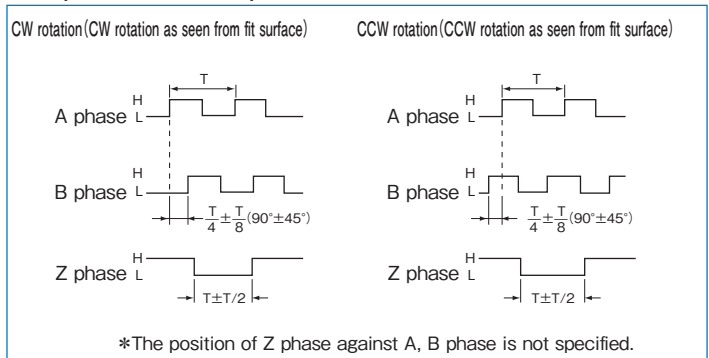 CW rotation(CW rotation as seen from fit surface)
CCW rotation(CCW rotation as seen from fit surface)
T
H
A phase L
H
B phase L
T/4±T/8(90°±45°)
H
Z phase L
T±T/2
T
H
A phase L
H
B phase L
T/4±T/8(90°±45°)
H
Z phase L
T±T/2
*The position of Z phase against A, B phase is not specified.